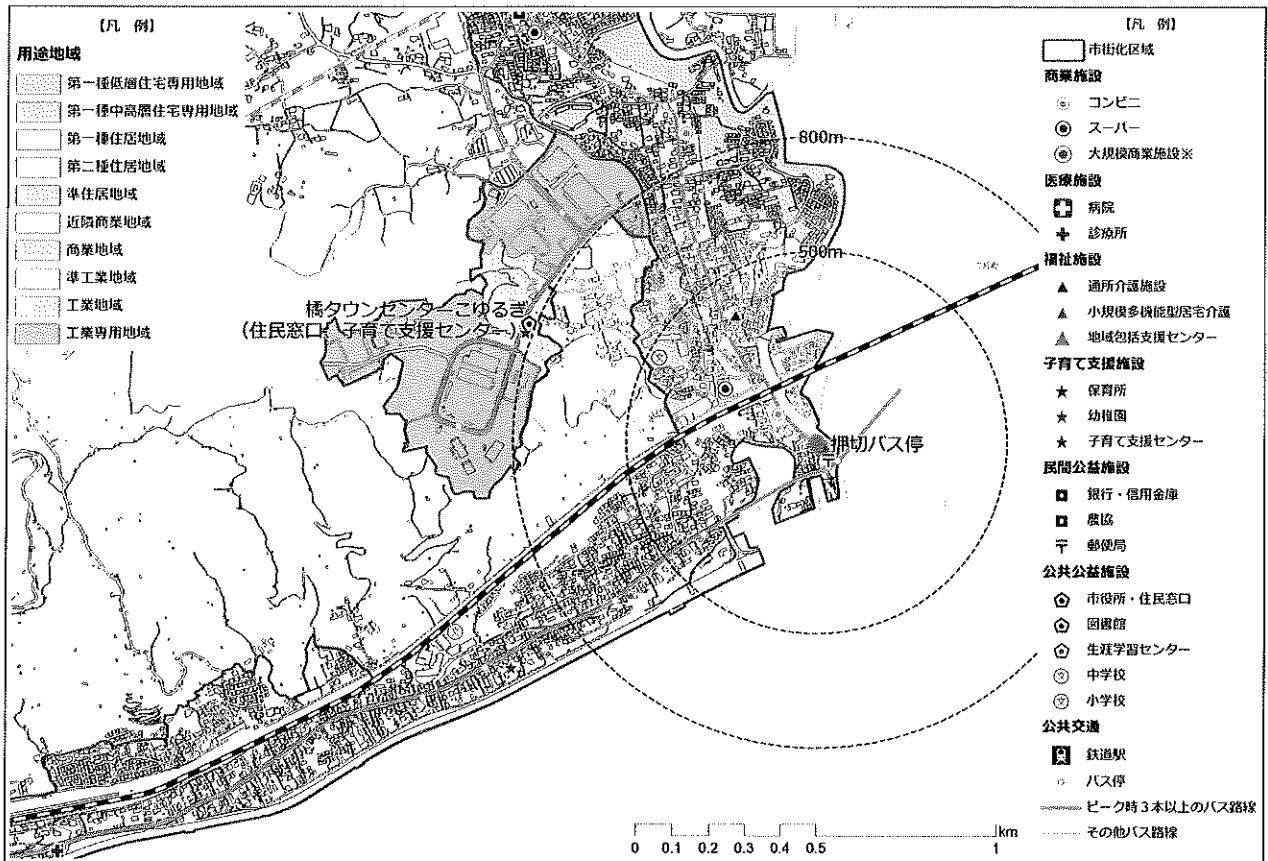 【凡 例】
用途地域
第一種低層住宅専用地域
第一種中高層住宅専用地域
第一種住居地域
第二種住居地域
準住居地域
近隣商業地域
商業地域
準工業地域
工業地域
工業専用地域
800m
500m
橘タウンセンターこゆるぎ
(住民窓口、子育て支援センター)
押切バス停
【凡 例】
市街化区域
商業施設
コンビニ
スーパー
大規模商業施設※
医療施設
病院
診療所
福祉施設
通所介護施設
小規模多機能型居宅介護
地域包括支援センター
子育て支援施設
保育所
幼稚園
子育て支援センター
民間公益施設
銀行・信用金庫
農協
郵便局
公共公益施設
市役所・住民窓口
図書館
生涯学習センター
中学校
小学校
公共交通
鉄道駅
バス停
ピーク時3本以上のバス路線
その他バス路線
km
0 0.1 0.2 0.3 0.4 0.5 1